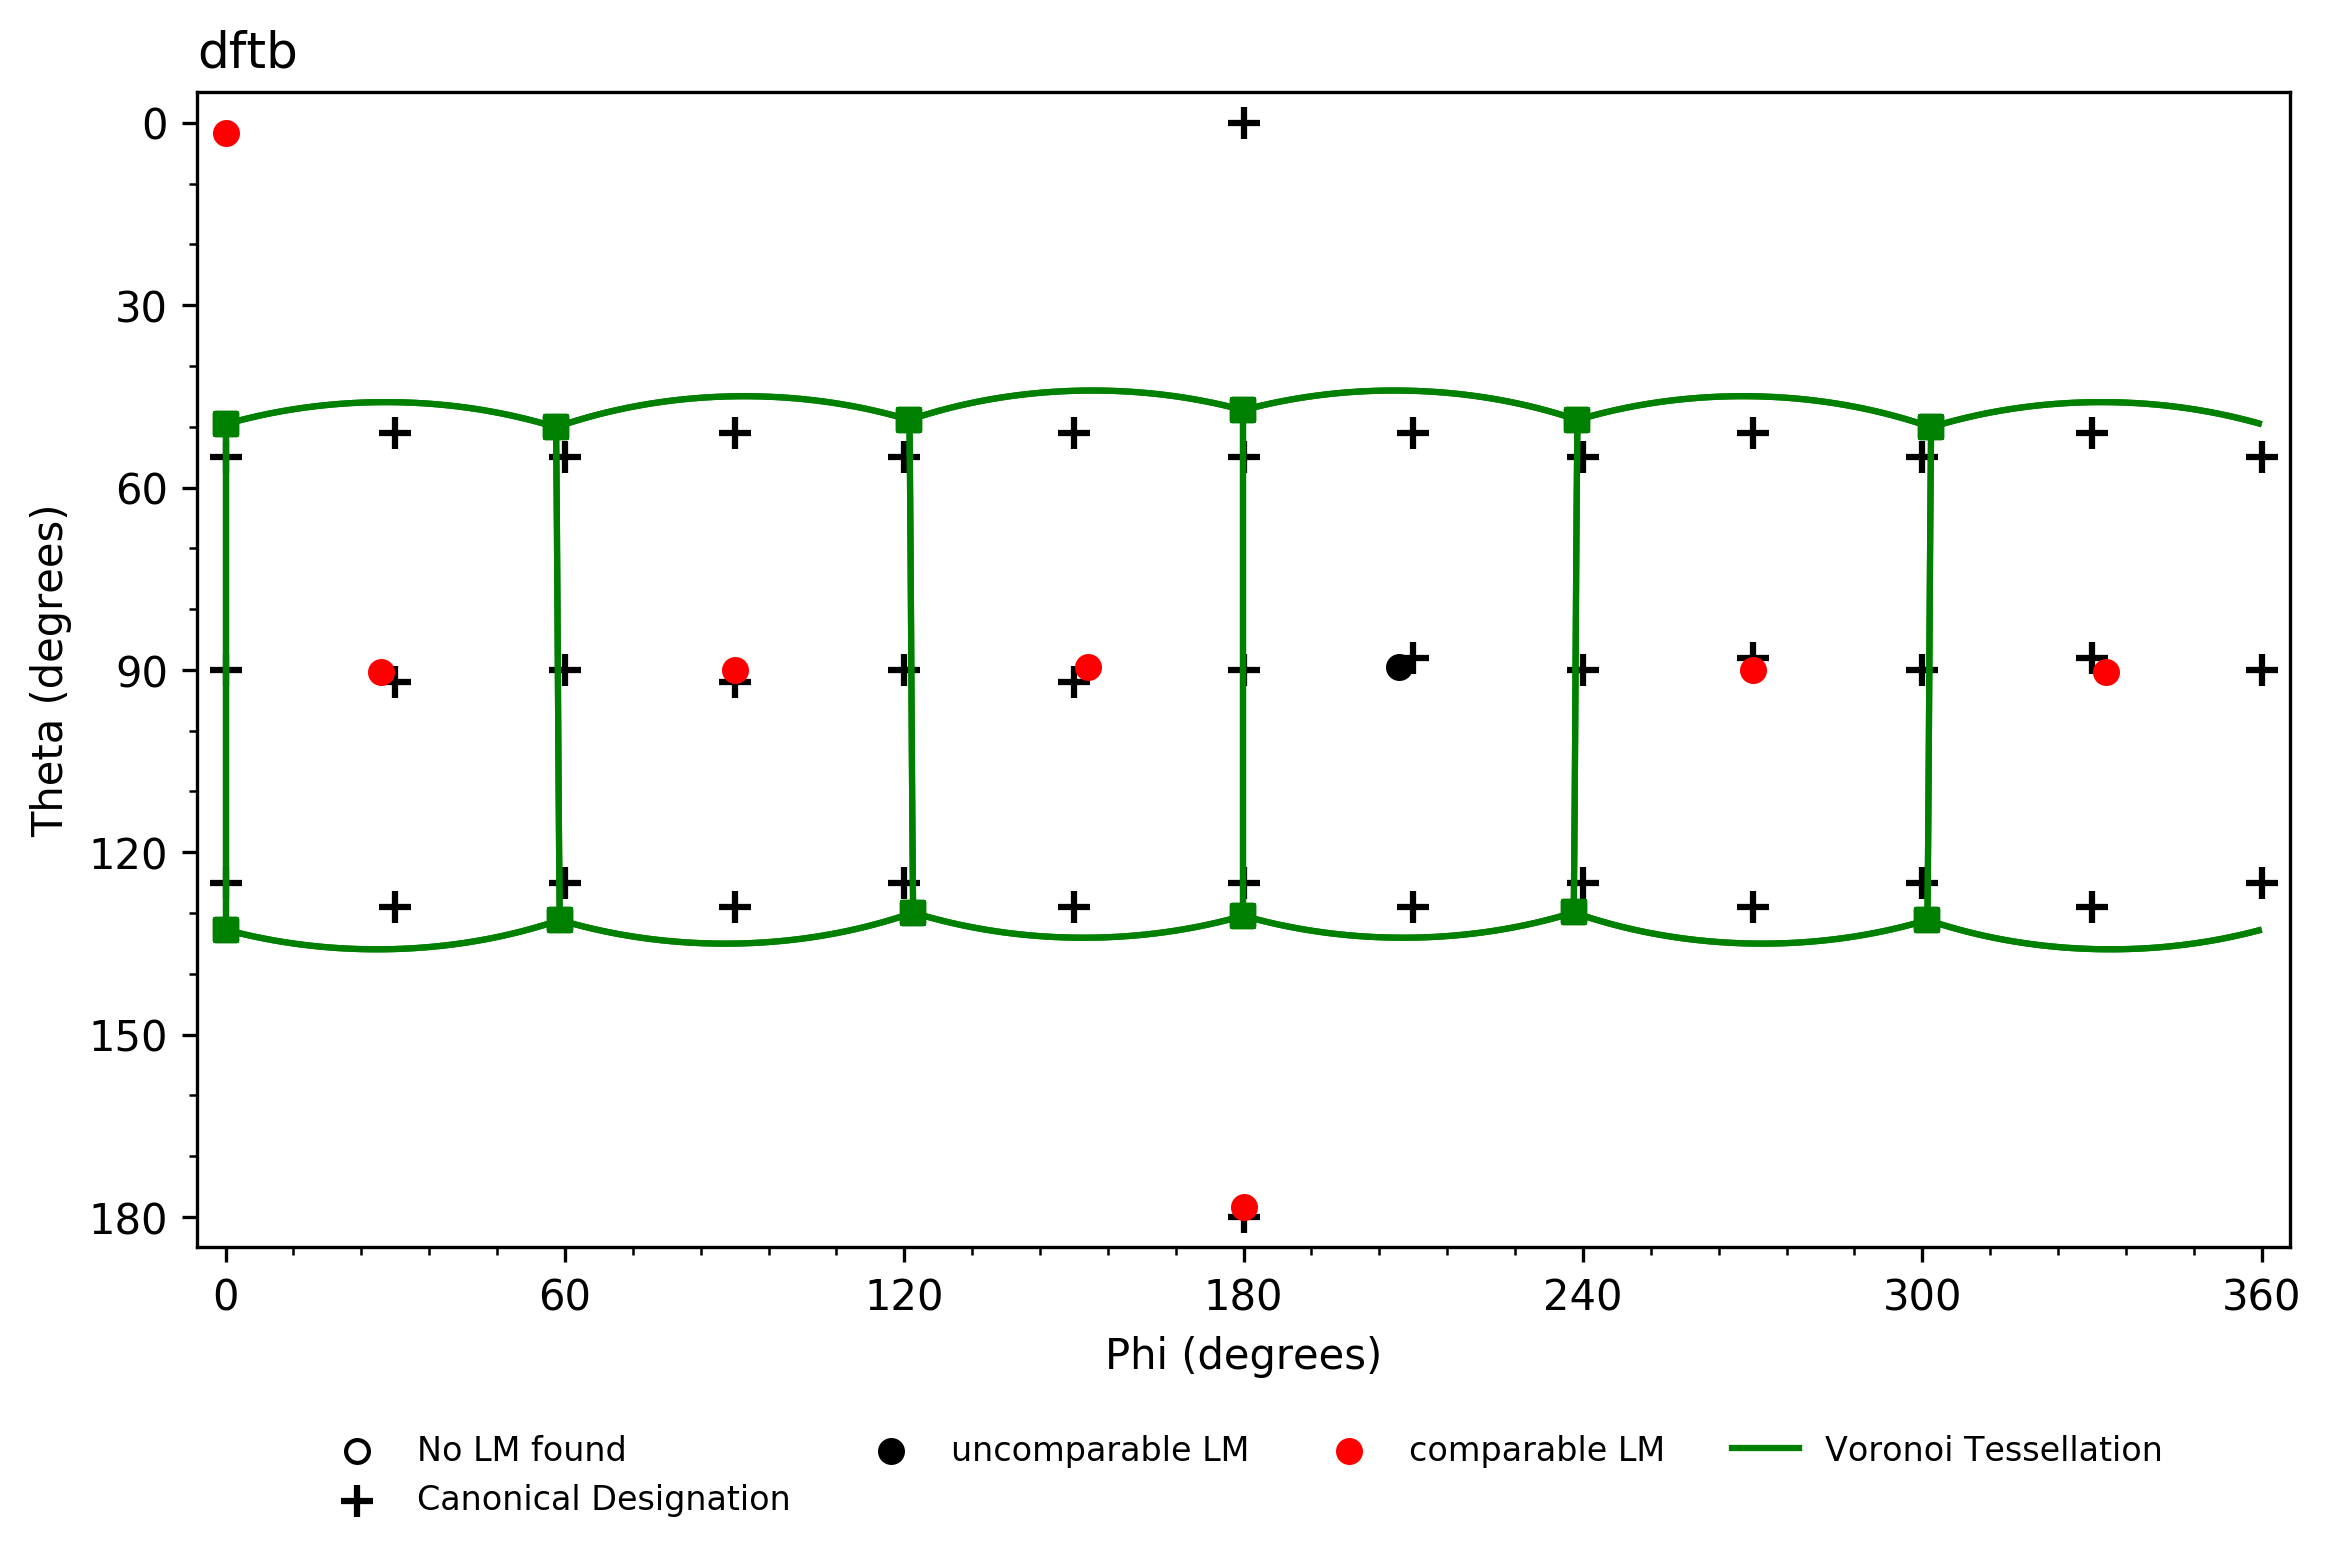 dftb
0
30
60
90
120
150
180
Theta (degrees)
0 60 120 180 240 300 360
Phi (degrees)
No LM found uncomparable LM comparable LM Voronoi Tessellation
Canonical Designation